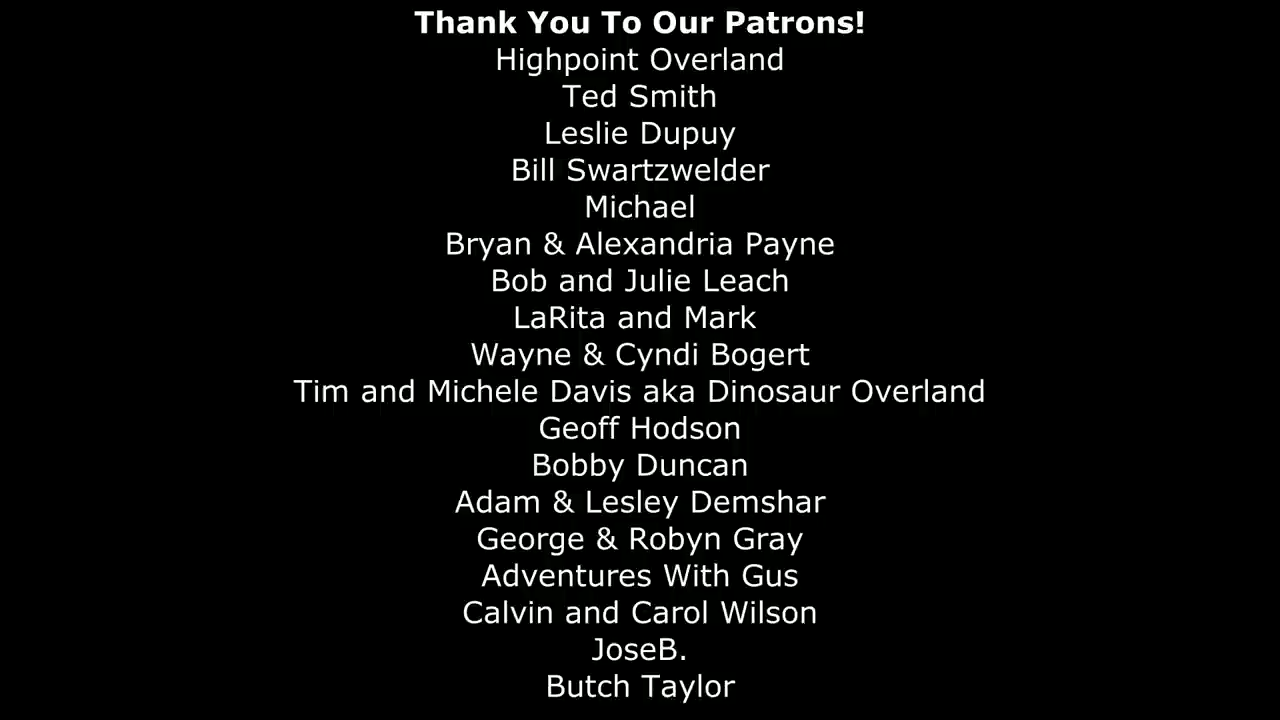 Thank You To Our Patrons!
Highpoint Overland
Ted Smith
Leslie Dupuy
Bill Swartzwelder
Michael
Bryan & Alexandria Payne
Bob and Julie Leach
LaRita and Mark
Wayne & Cyndi Bogert
Tim and Michele Davis aka Dinosaur Overland
Geoff Hodson
Bobby Duncan
Adam & Lesley Demshar
George & Robyn Gray
Adventures With Gus
Calvin and Carol Wilson
JoseB.
Butch Taylor